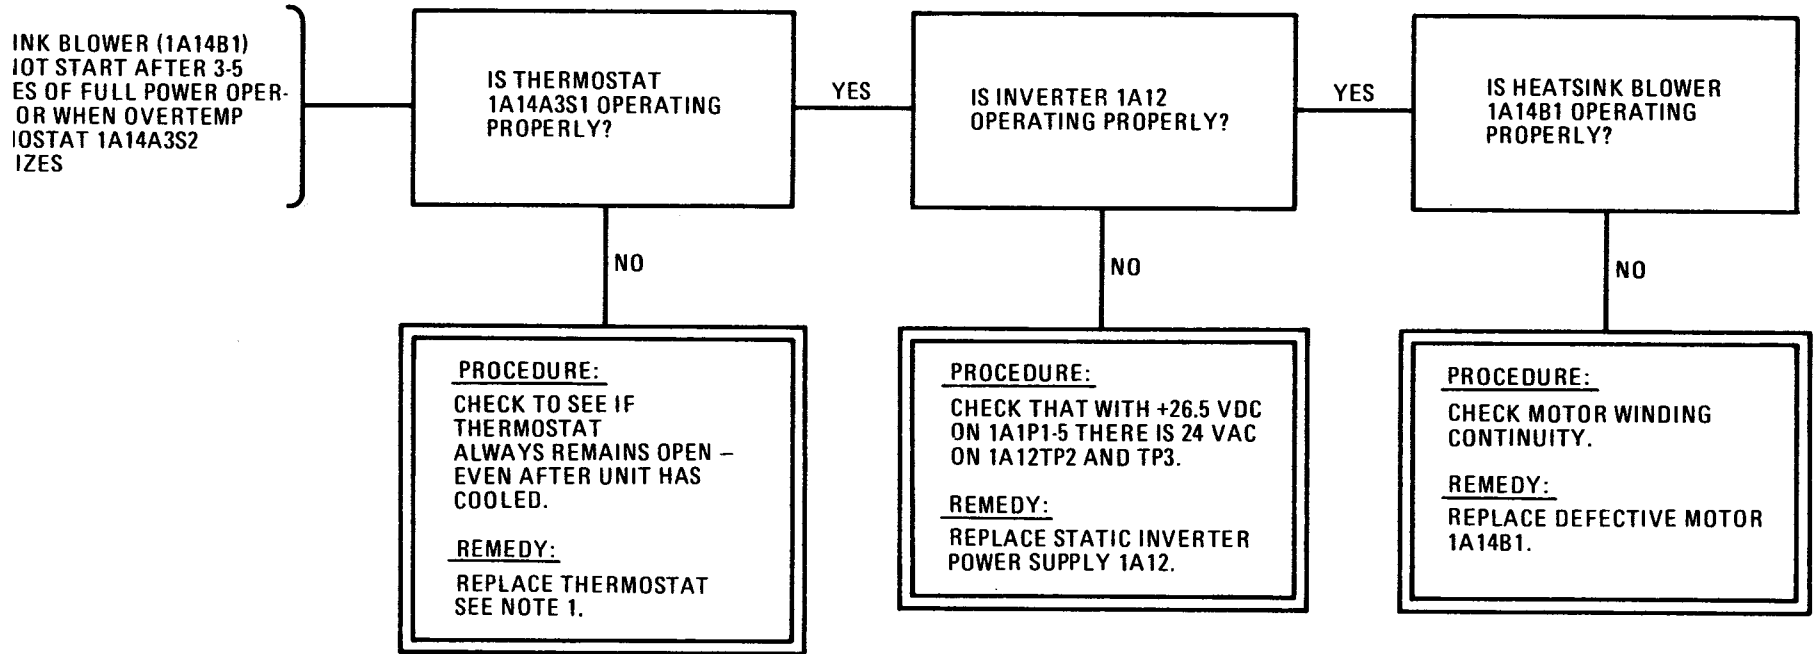 INK BLOWER (1A14B1)
IOT START AFTER 3-5
ES OF FULL POWER OPER-
OR WHEN OVERTEMP
IOSTAT 1A14A3S2
IZES
IS THERMOSTAT
1A14A3S1 OPERATING
PROPERLY?
YES
IS INVERTER 1A12
OPERATING PROPERLY?
YES
IS HEATSINK BLOWER
1A14B1 OPERATING
PROPERLY?
NO
NO
NO
PROCEDURE:
CHECK TO SEE IF
THERMOSTAT
ALWAYS REMAINS OPEN –
EVEN AFTER UNIT HAS
COOLED.
REMEDY:
REPLACE THERMOSTAT
SEE NOTE 1.
PROCEDURE:
CHECK THAT WITH +26.5 VDC
ON 1A1P1-5 THERE IS 24 VAC
ON 1A12TP2 AND TP3.
REMEDY:
REPLACE STATIC INVERTER
POWER SUPPLY 1A12.
PROCEDURE:
CHECK MOTOR WINDING
CONTINUITY.
REMEDY:
REPLACE DEFECTIVE MOTOR
1A14B1.